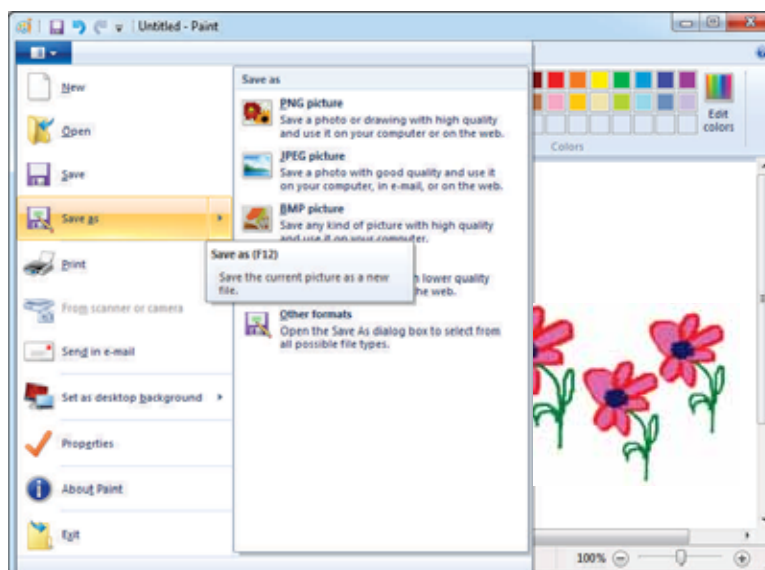 Untitled - Paint
New
Open
Save
Save as
Print
From scanner or camera
Send in e-mail
Set as desktop background
Properties
About Paint
Exit
Save as
PNG picture
Save a photo or drawing with high quality
and use it on your computer or on the web.
JPEG picture
Save a photo with good quality and use it
on your computer, in e-mail, or on the web.
BMP picture
Save any kind of picture with high quality
and use it on your computer.
Save as (F12)
Save the current picture as a new
file.
lower quality
the web.
Other formats
Open the Save As dialog box to select from
all possible file types.
Edit
colors
Colors
100%